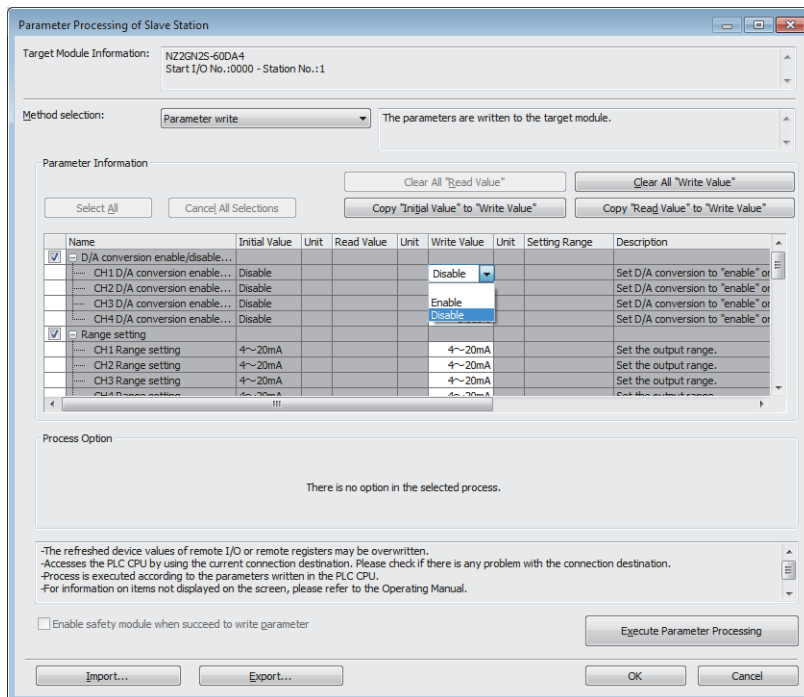 Parameter Processing of Slave Station
Target Module Information:
NZ2GN2S-60DA4
Start I/O No.:0000 - Station No.:1
Method selection:
Parameter write
The parameters are written to the target module.
Parameter Information
Clear All "Read Value"
Clear All "Write Value"
Select All
Cancel All Selections
Copy "Initial Value" to "Write Value"
Copy "Read Value" to "Write Value"
Name Initial Value Unit Read Value Unit Write Value Unit Setting Range Description
D/A conversion enable/disable...
CH1 D/A conversion enable... Disable Disable Set D/A conversion to "enable" or
CH2 D/A conversion enable... Disable Set D/A conversion to "enable" or
CH3 D/A conversion enable... Disable Enable Set D/A conversion to "enable" or
CH4 D/A conversion enable... Disable Disable Set D/A conversion to "enable" or
Range setting
CH1 Range setting 4~20mA 4~20mA Set the output range.
CH2 Range setting 4~20mA 4~20mA Set the output range.
CH3 Range setting 4~20mA 4~20mA Set the output range.
CH4 Range setting 4~20mA 4~20mA Set the output range.
Process Option
There is no option in the selected process.
-The refreshed device values of remote I/O or remote registers may be overwritten.
-Accesses the PLC CPU by using the current connection destination. Please check if there is any problem with the connection destination.
-Process is executed according to the parameters written in the PLC CPU.
-For information on items not displayed on the screen, please refer to the Operating Manual.
Enable safety module when succeed to write parameter
Execute Parameter Processing
Import...
Export...
OK
Cancel